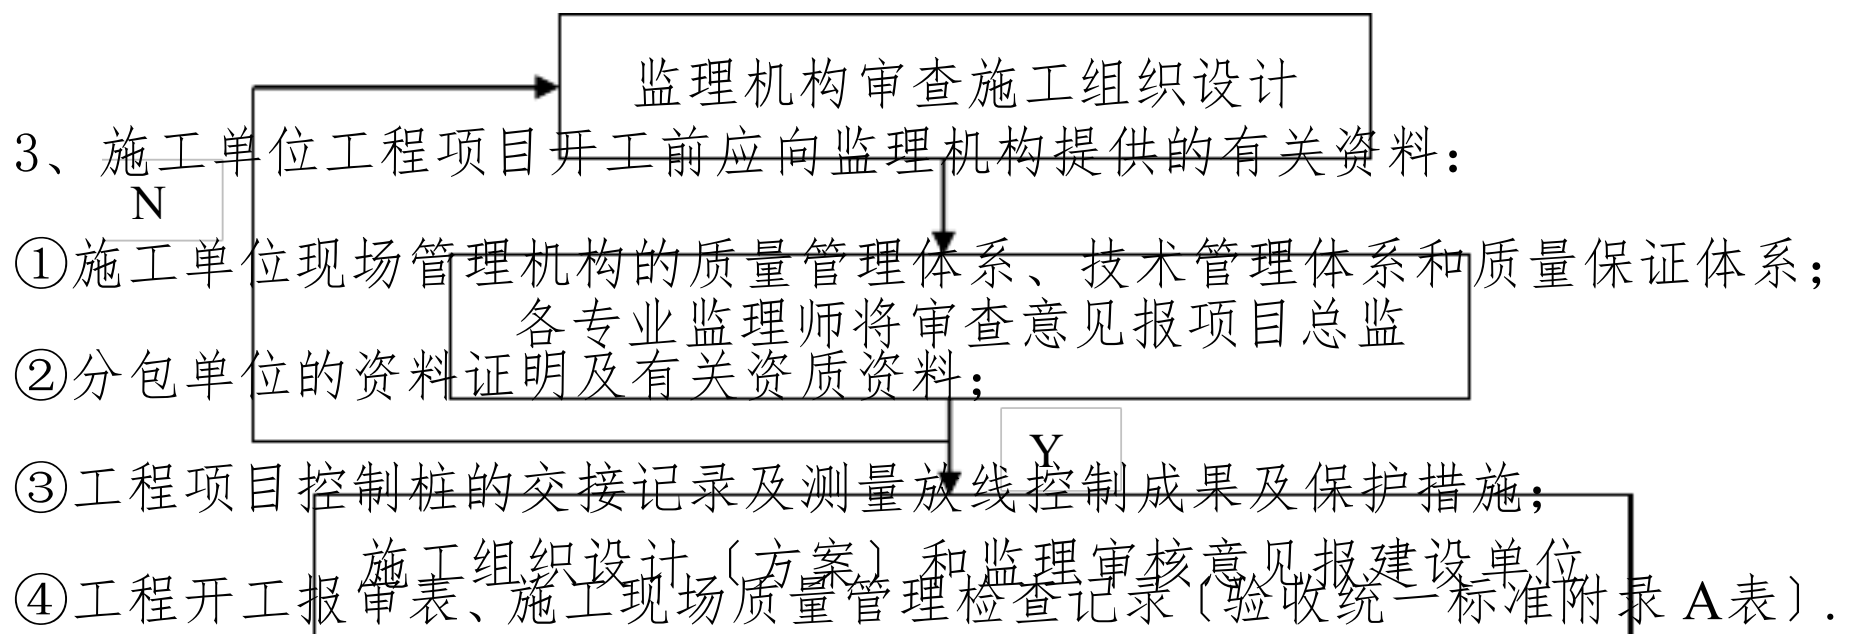 监理机构审查施工组织设计
3、施工单位工程项目开工前应向监理机构提供的有关资料：
N
①施工单位现场管理机构的质量管理体系、技术管理体系和质量保证体系；
各专业监理师将审查意见报项目总监
②分包单位的资料证明及有关资质资料；
Y
③工程项目控制桩的交接记录及测量放线控制成果及保护措施；
施工组织设计〔方案〕和监理审核意见报建设单位
④工程开工报审表、施工现场质量管理检查记录〔验收统一标准附录 A 表〕.